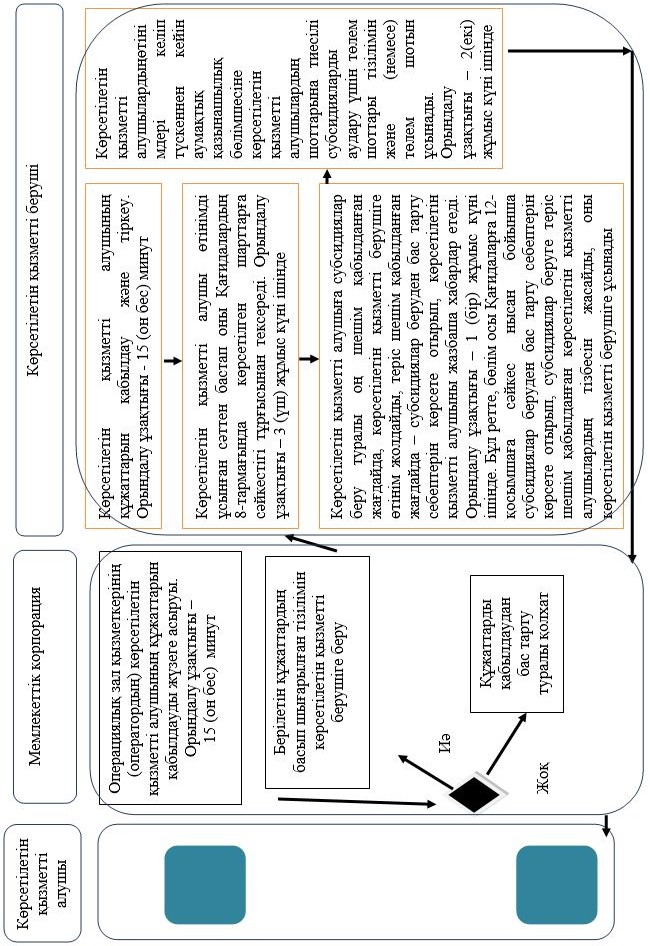 Көрсетілетін
қызметті
алушы
Мемлекеттік корпорация
Көрсетілетін қызметті беруші
Операциялық зал қызметкерінің
(оператордың) көрсетілетін
қызметті алушының құжаттарын
қабылдауды жүзеге асыруы.
Орындалу ұзақтығы –
15 (он бес) минут
Берілетін құжаттардың
басып шығарылған тізілімін
көрсетілетін қызметті
берушіге беру
Иә
Жоқ
Құжаттарды
қабылдаудан
бас тарту
туралы қолхат
Көрсетілетін қызметті алушының
құжаттарын қабылдау және тіркеу.
Орындалу ұзақтығы - 15 (он бес) минут
Көрсетілетін қызметті алушы өтінімді
ұсынған сәттен бастап оны Қағидалардың
8-тармағында көрсетілген шарттарға
сәйкестігі тұрғысынан тексереді. Орындалу
ұзақтығы – 3 (үш) жұмыс күні ішінде
Көрсетілетін қызметті алушыға субсидиялар
беру туралы оң шешім қабылданған
жағдайда, көрсетілетін қызметті берушіге
өтінім жолдайды, теріс шешім қабылданған
жағдайда – субсидиялар беруден бас тарту
себептерін көрсете отырып, көрсетілетін
қызметті алушыны жазбаша хабардар етеді.
Орындалу ұзақтығы – 1 (бір) жұмыс күні
ішінде. Бұл ретте, бөлім осы Қағидаларға 12-
қосымшаға сәйкес нысан бойынша
субсидиялар беруден бас тарту себептерін
көрсете отырып, субсидиялар беруге теріс
шешім қабылданған көрсетілетін қызметті
алушылардың тізбесін жасайды, оны
көрсетілетін қызметті берушіге ұсынады
Көрсетілетін
қызметті
алушылардыңөтіні
мдері келіп
түскеннен кейін
аумақтық
қазынашылық
бөлімшесіне
көрсетілетін
қызметті
алушылардың
шоттарына тиесілі
субсидияларды
аудару үшін төлем
шоттары тізілімін
және (немесе)
төлем шотын
ұсынады.
Орындалу
ұзақтығы – 2(екі)
жұмыс күні ішінде